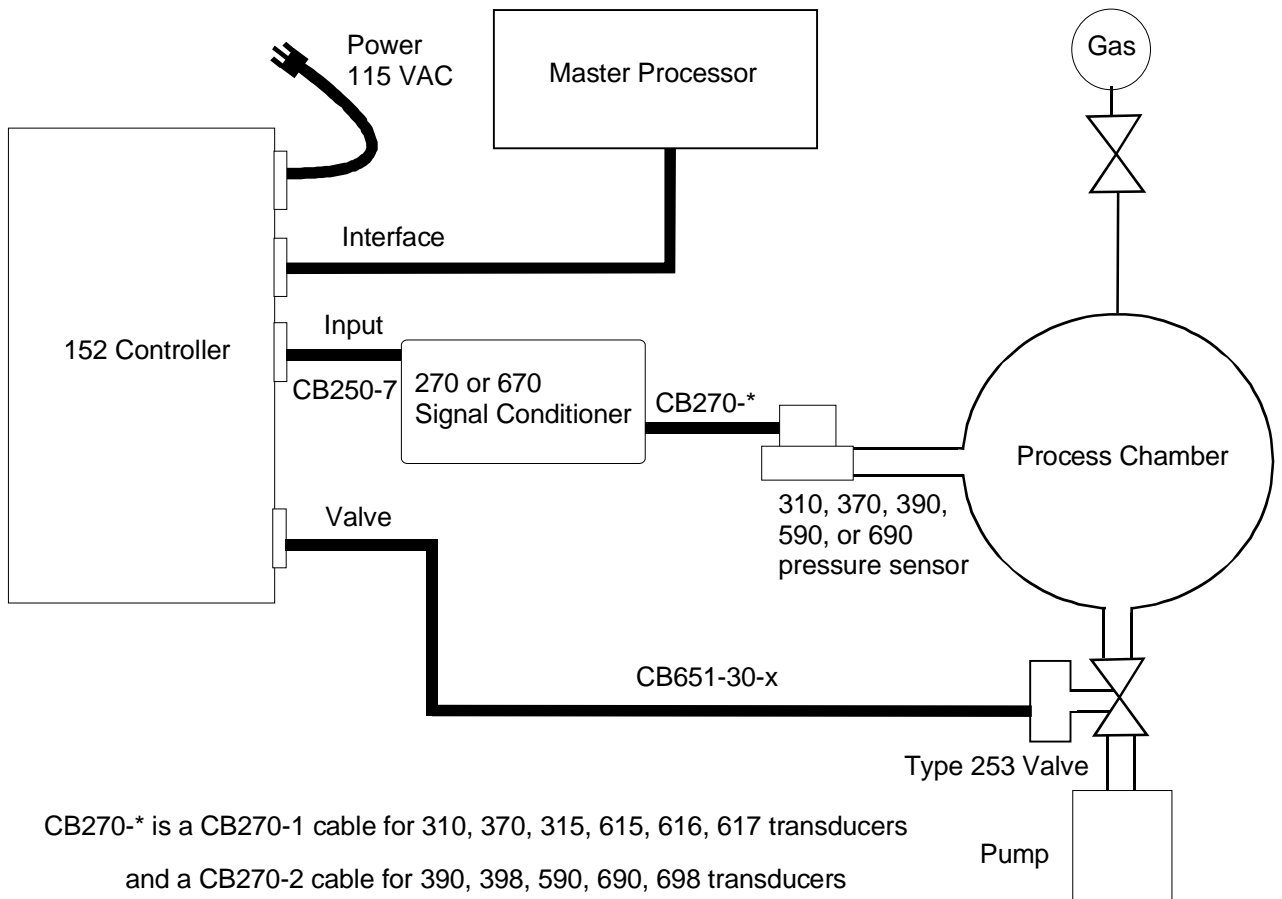 Power
115 VAC
Master Processor
Gas
Interface
152 Controller
Input
CB250-7
270 or 670
Signal Conditioner
CB270-*
Process Chamber
310, 370, 390,
590, or 690
pressure sensor
Valve
CB651-30-x
Type 253 Valve
Pump
CB270-* is a CB270-1 cable for 310, 370, 315, 615, 616, 617 transducers
and a CB270-2 cable for 390, 398, 590, 690, 698 transducers